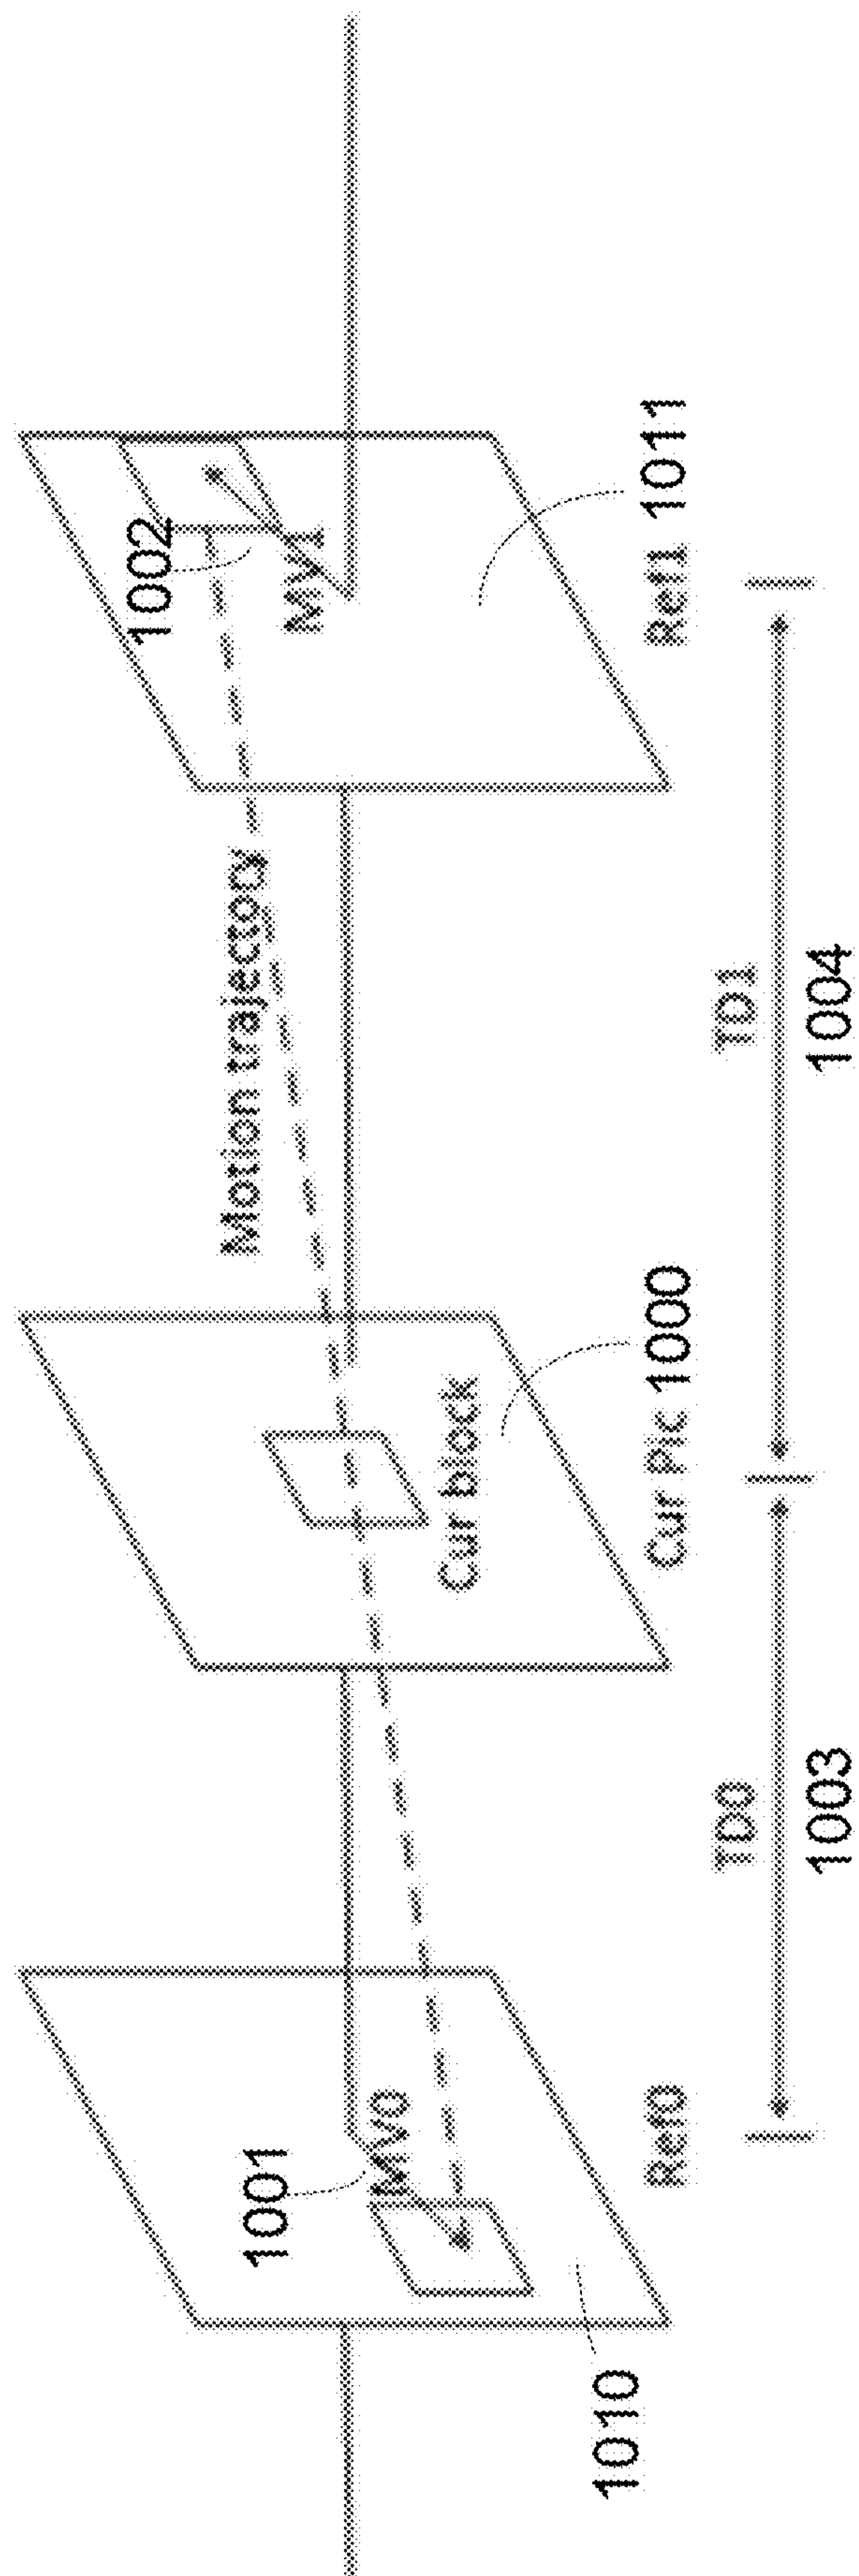 1001
MV0
Motion trajectory
1002
MV1
Cur block
1010
Ref0
Cur Pic 1000
Ref1 1011
TD0
TD1
1003
1004